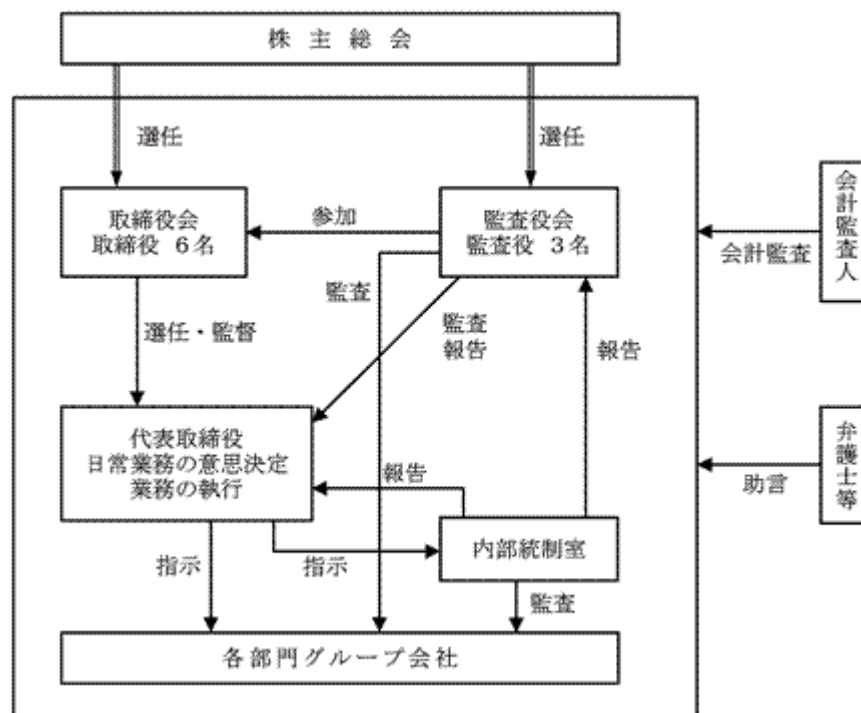 株主総会
選任
選任
取締役会
取締役 6名
参加
監査役会
監査役 3名
会計監査人
会計監査
監査
選任・監督
監査
報告
報告
代表取締役
日常業務の意思決定
業務の執行
報告
弁護士等
助言
指示
指示
内部統制室
監査
各部門グループ会社